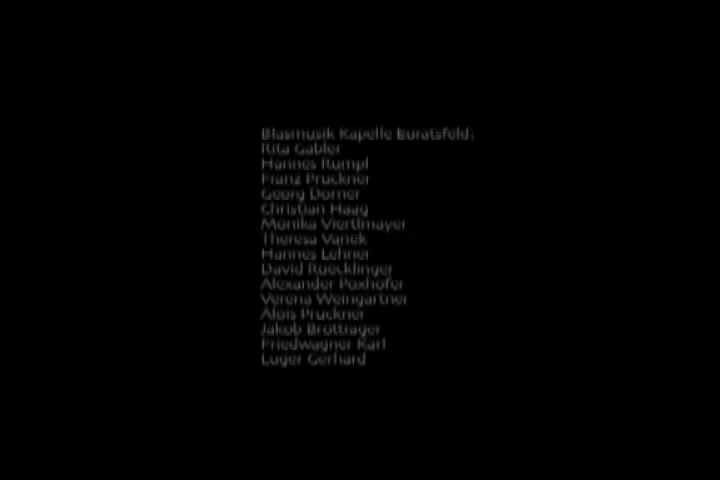 Blasmusik Kapelle Euratsfeld:
Rita Gabler
Hannes Rumpl
Franz Pruckner
Georg Dorner
Christian Haag
Monika Viertlmayer
Theresa Vanek
Hannes Lehner
David Ruecklinger
Alexander Poxhofer
Verena Weingartner
Alois Pruckner
Jakob Brottrager
Friedwagner Karl
Luger Gerhard